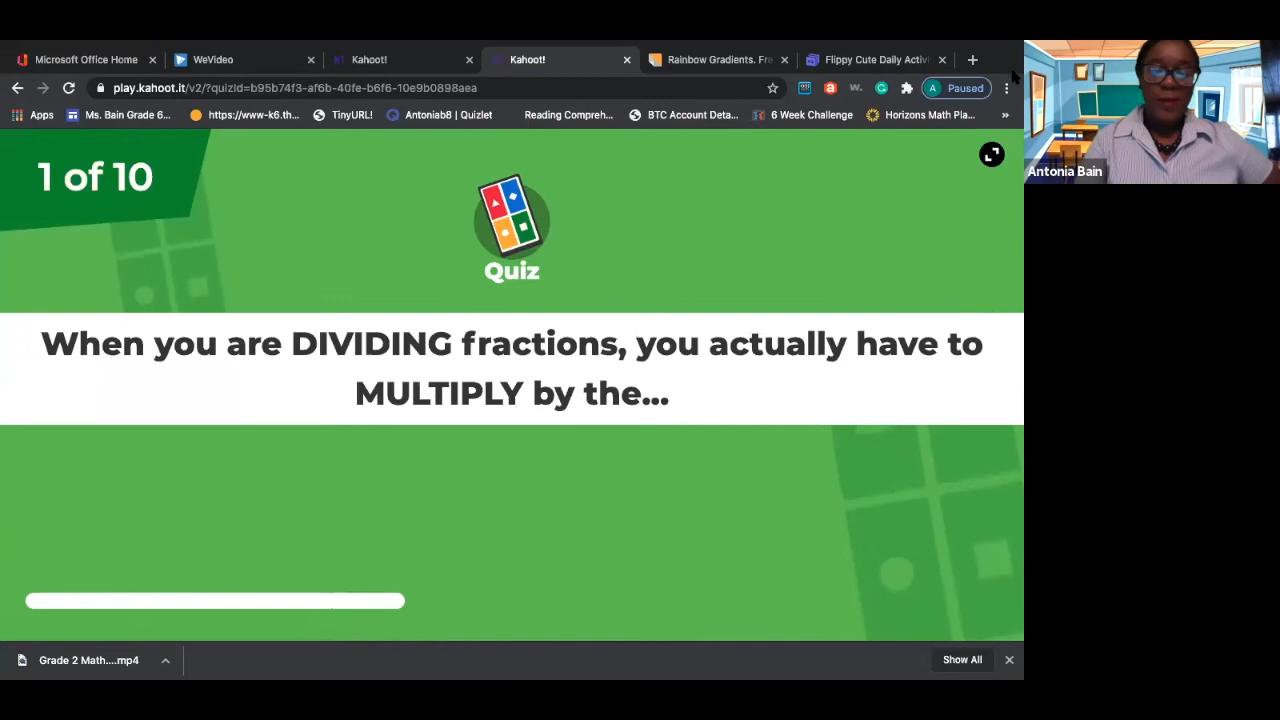 Microsoft Office Home
WeVideo
Kahoot!
Kahoot!
Rainbow Gradients. Fre
Flippy Cute Daily Activi
play.kahoot.it/v2/?quizId=b95b74f3-af6b-40fe-b6f6-10e9b0898aea
Paused
Apps
Ms. Bain Grade 6...
https://www-k6.th...
TinyURL!
AntoniaB8 | Quizlet
Reading Compreh...
BTC Account Deta...
6 Week Challenge
Horizons Math Pla...
1 of 10
Quiz
When you are DIVIDING fractions, you actually have to
MULTIPLY by the...
Antonia Bain
Grade 2 Math....mp4
Show All